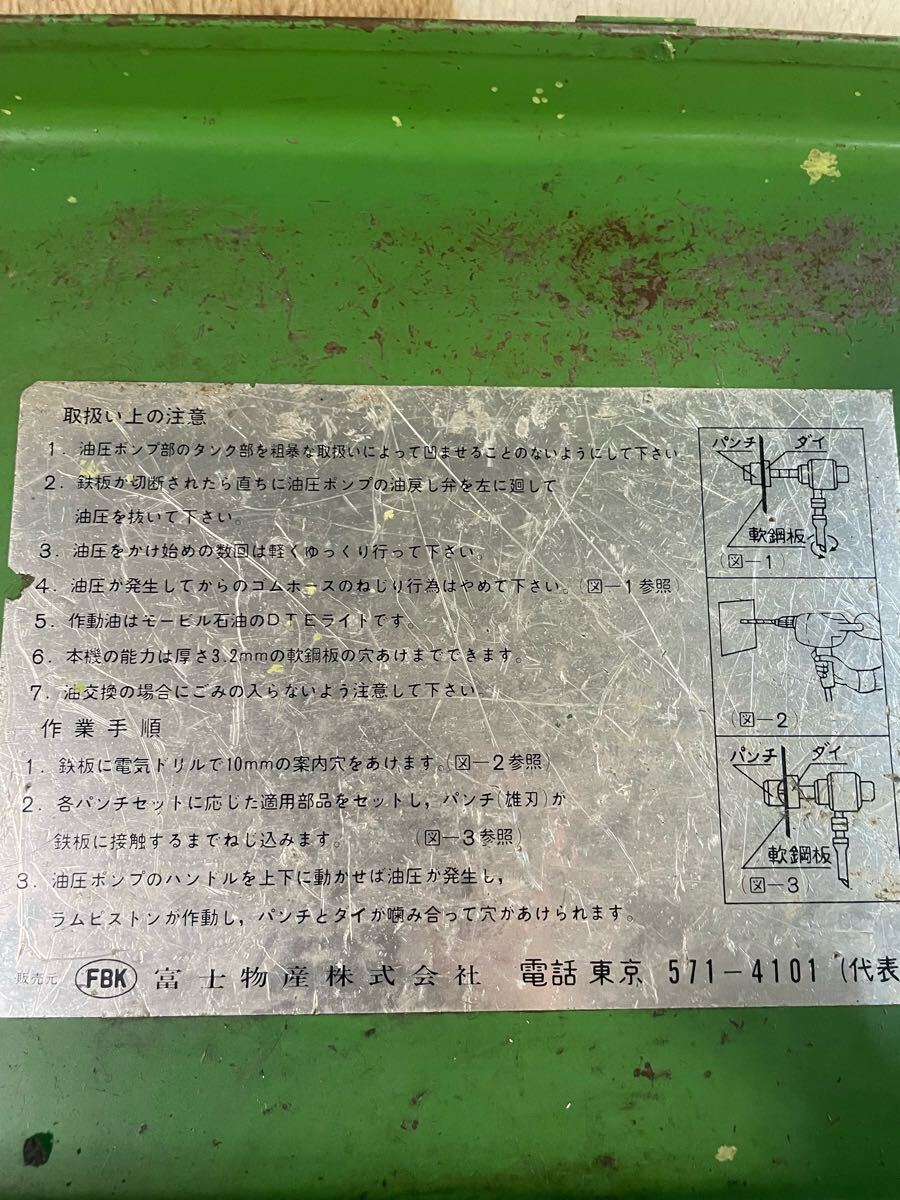 取扱い上の注意
1. 油圧ポンプ部のタンク部を粗暴な取扱いによって凹ませることのないようにして下さい。
2. 鉄板が切断されたら直ちに油圧ポンプの油戻し弁を左に廻して
油圧を抜いて下さい。
3. 油圧をかけ始めの数回は軽くゆっくり行って下さい。
4. 油圧が発生してからのコムホースのねじり行為はやめて下さい。(図-1参照)
5. 作動油はモービル石油のDTEライトです。
6. 本機の能力は厚さ3.2mmの軟鋼板の穴あけまでできます。
7. 油交換の場合にごみの入らないよう注意して下さい。
作業手順
1. 鉄板に電気ドリルで10mmの案内穴をあけます。(図-2参照)
2. 各パンチセットに応じた適用部品をセットし,パンチ(雄刃)が
鉄板に接触するまでねじ込みます。 (図-3参照)
3. 油圧ポンプのハンドルを上下に動かせば油圧が発生し,
ラムピストンが作動し,パンチとダイが噛み合って穴があけられます。
販売元 FBK 富士物産株式会社 電話 東京 571-4101 (代表
パンチ ダイ
軟鋼板
(図-1)
(図-2
パンチ ダイ
軟鋼板
(図-3